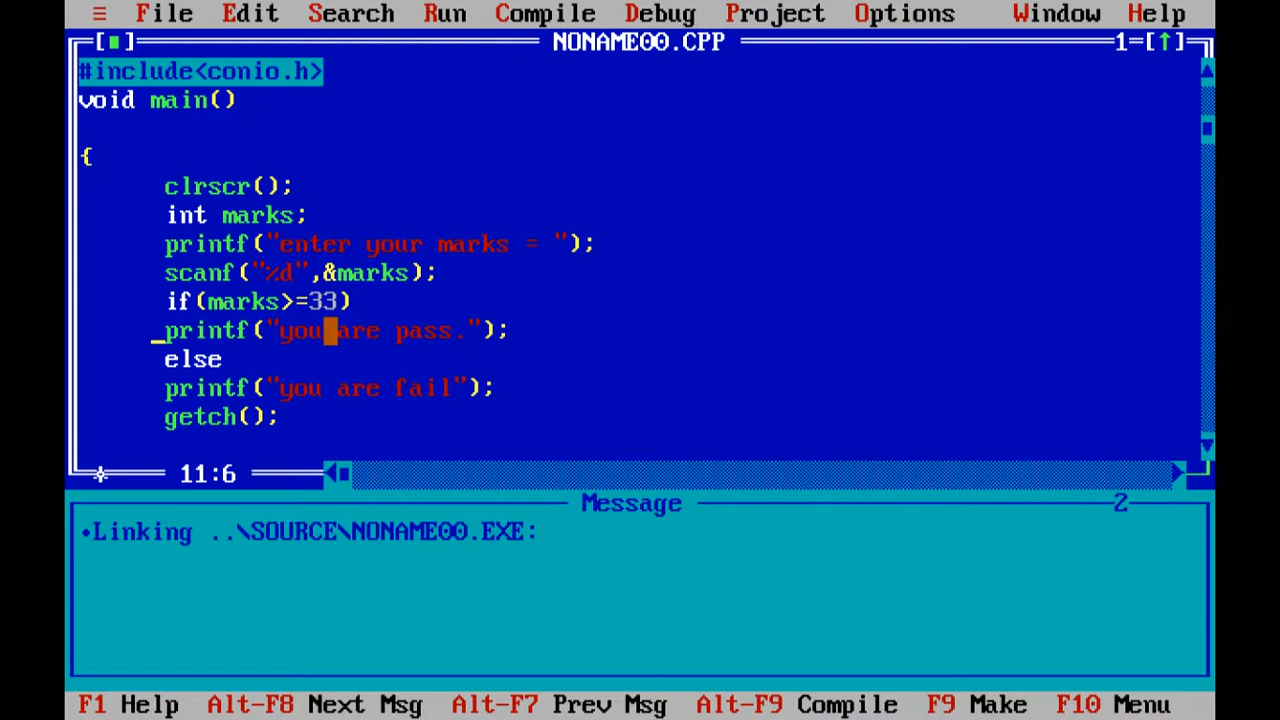 ≡ File Edit Search Run Compile Debug Project Options Window Help
[■] NONAME00.CPP 1=[↑]
#include<conio.h>
void main()
{
clrscr();
int marks;
printf("enter your marks = ");
scanf("%d",&marks);
if(marks>=33)
_printf("you are pass.");
else
printf("you are fail");
getch();
11:6
Message 2
•Linking ..\SOURCE\NONAME00.EXE:
F1 Help Alt-F8 Next Msg Alt-F7 Prev Msg Alt-F9 Compile F9 Make F10 Menu